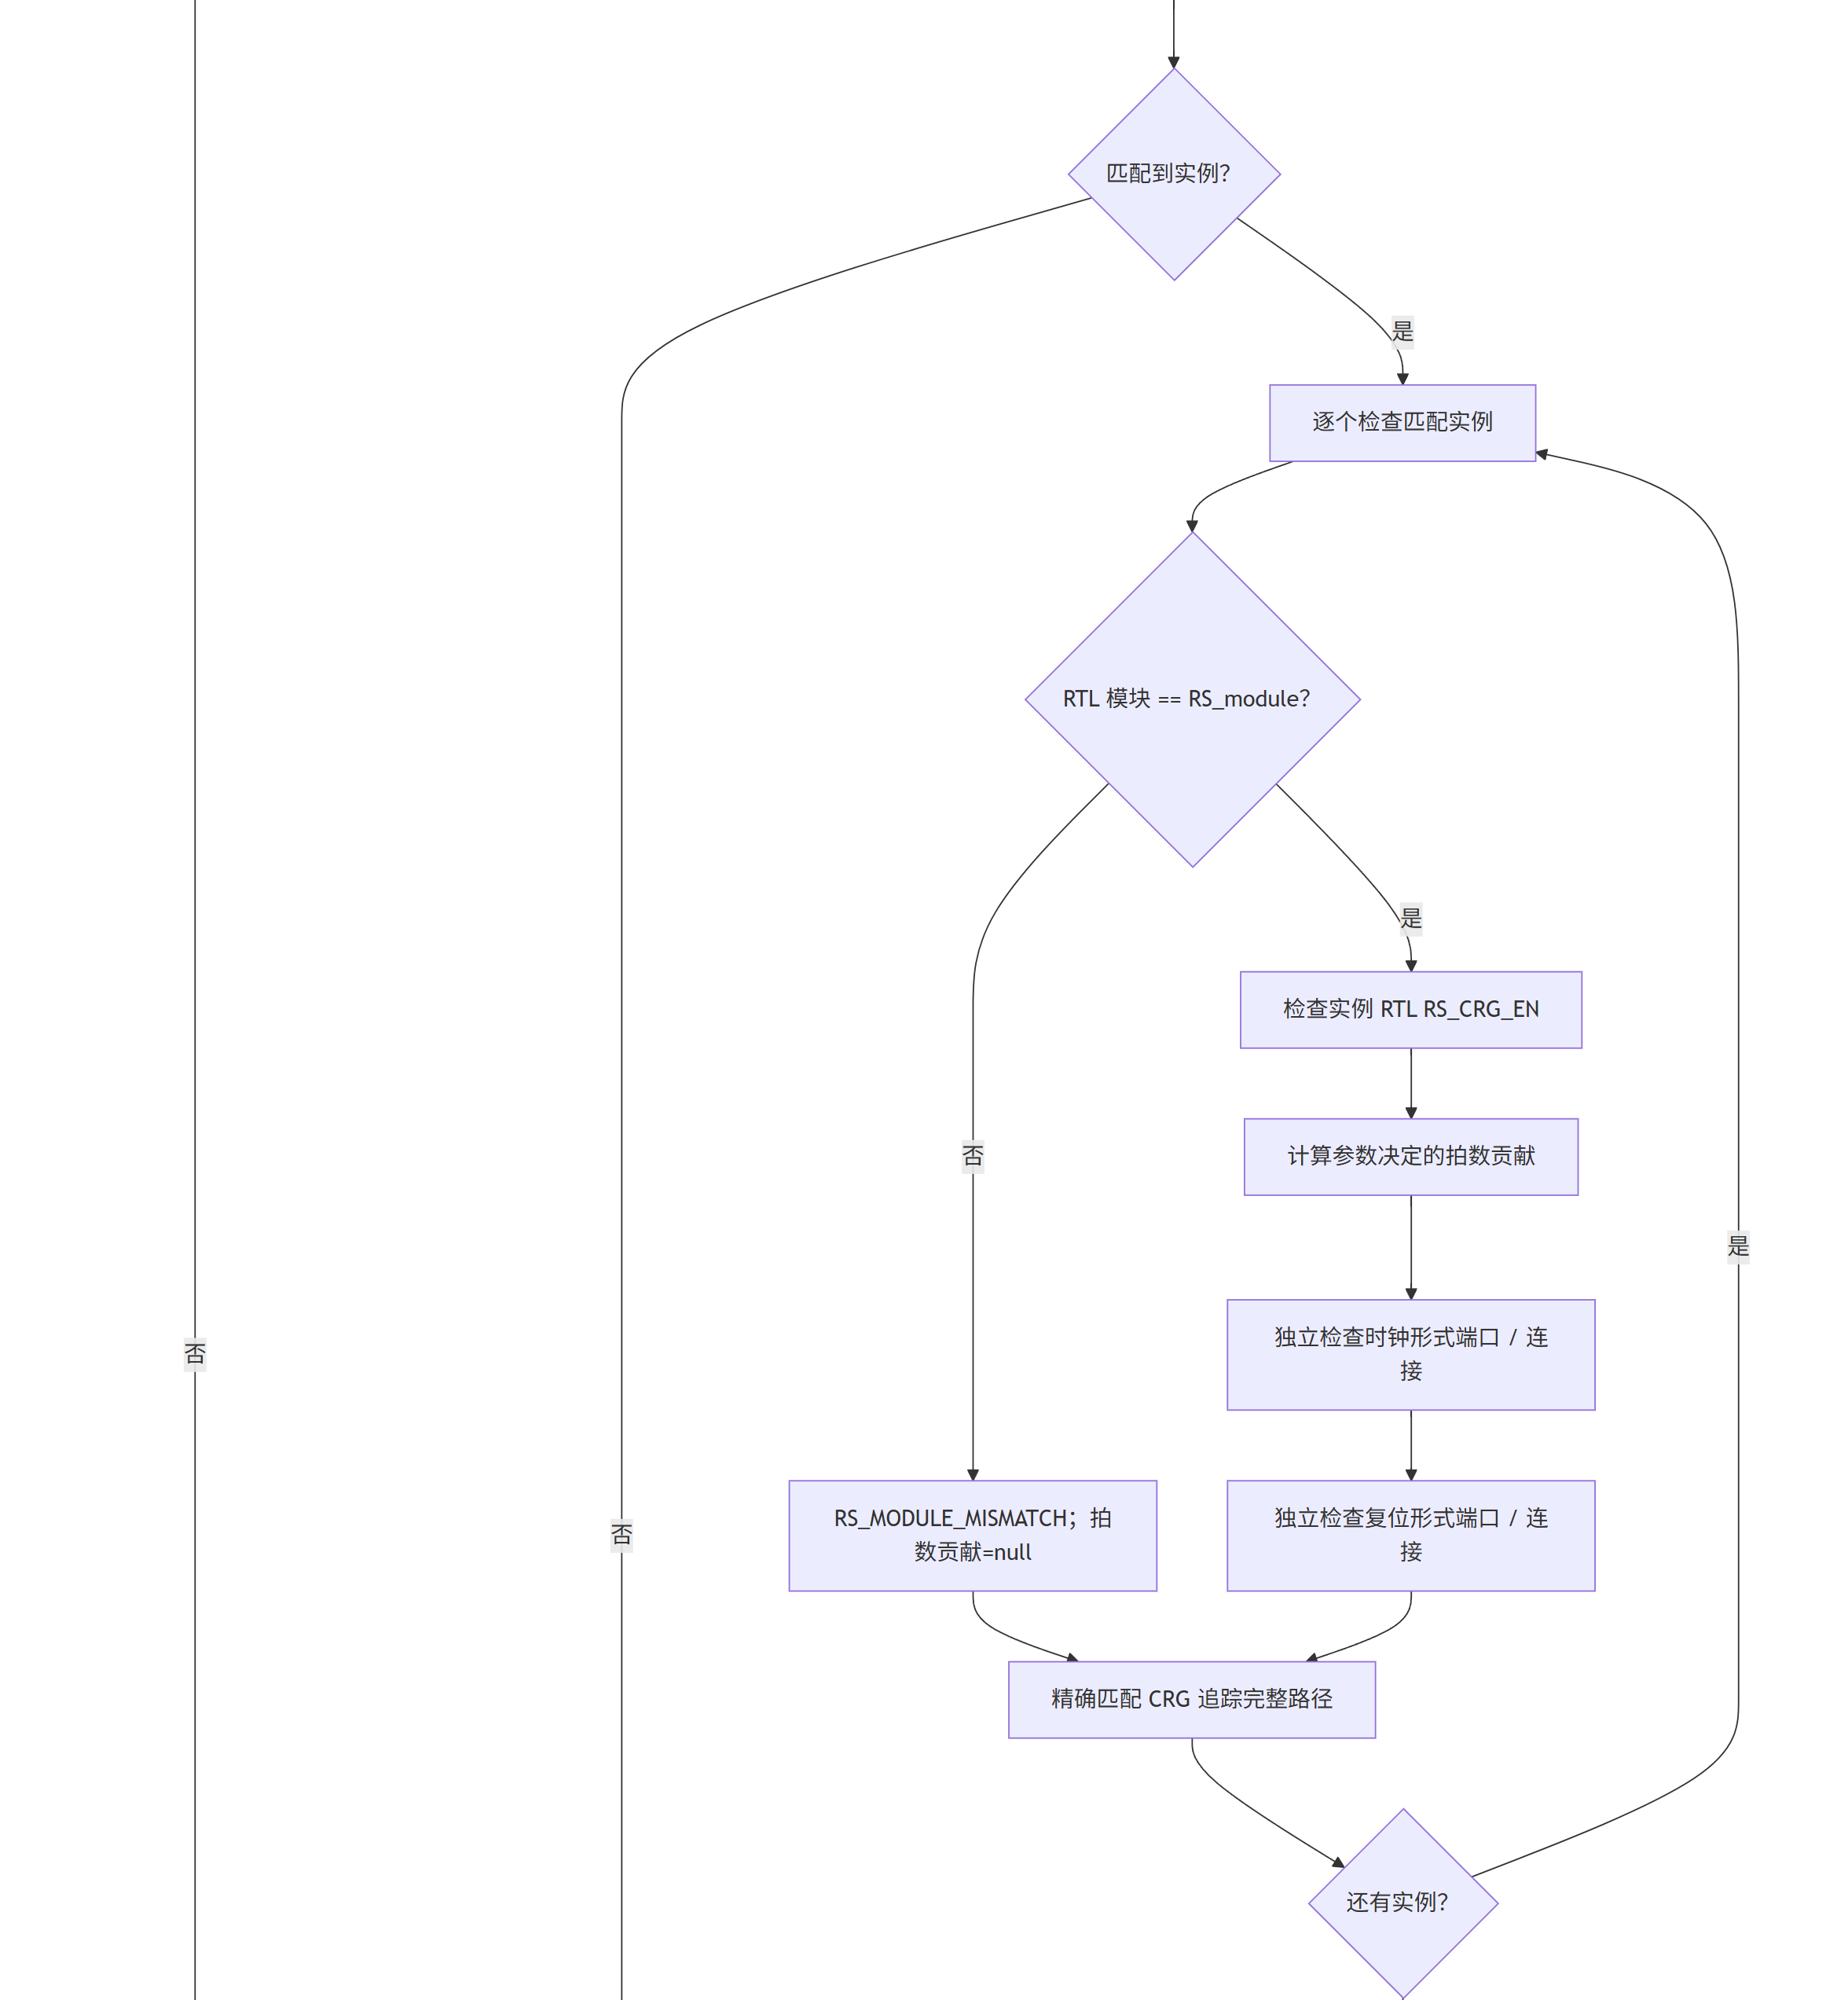 匹配到实例?
是
逐个检查匹配实例
RTL 模块 == RS_module?
是
检查实例 RTL RS_CRG_EN
否
计算参数决定的拍数贡献
是
否
独立检查时钟形式端口 / 连
接
否
RS_MODULE_MISMATCH；拍
数贡献=null
独立检查复位形式端口 / 连
接
精确匹配 CRG 追踪完整路径
还有实例?